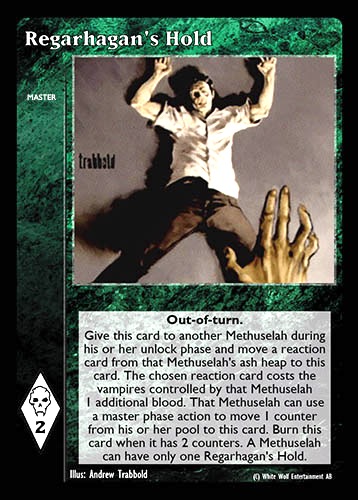 Regarhagan's Hold
MASTER
trabbold
Out-of-turn.
Give this card to another Methuselah during
his or her unlock phase and move a reaction
card from that Methuselah's ash heap to this
card. The chosen reaction card costs the
vampires controlled by that Methuselah
1 additional blood. That Methuselah can use
a master phase action to move 1 counter
from his or her pool to this card. Burn this
card when it has 2 counters. A Methuselah
can have only one Regarhagan's Hold.
2
Illus: Andrew Trabbold
(C) White Wolf Entertainment AB